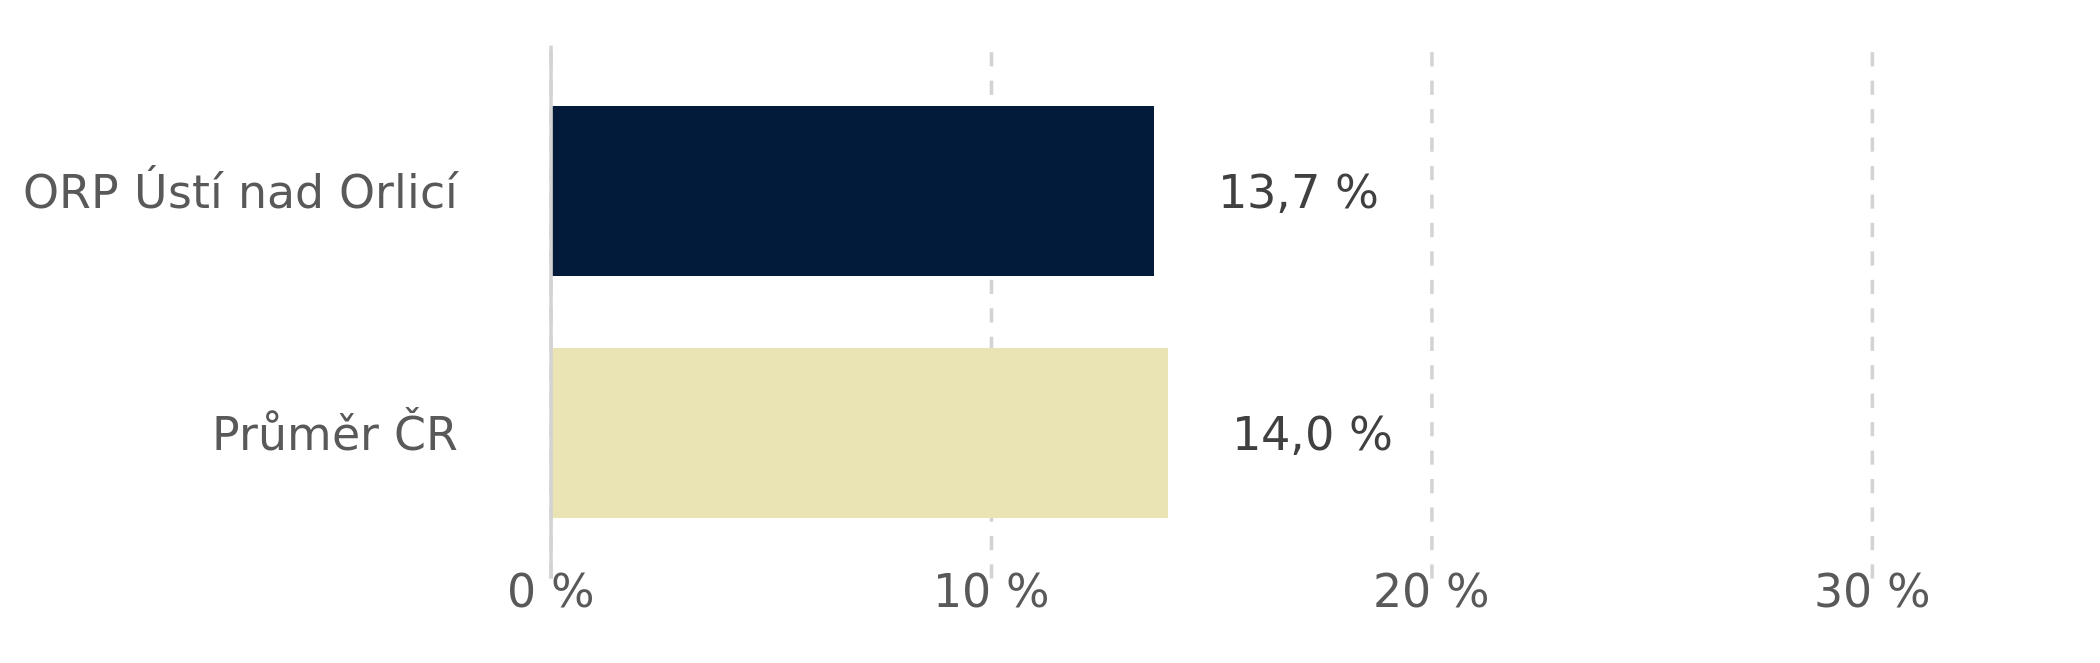 ORP Ústí nad Orlicí 13,7 %
Průměr ČR 14,0 %
0 % 10 % 20 % 30 %